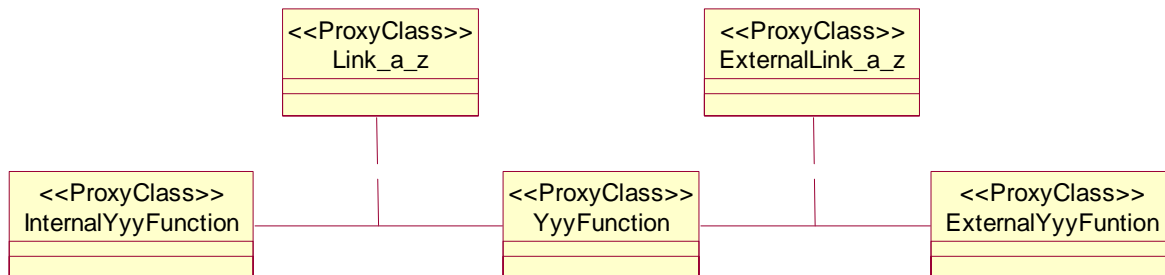 <<ProxyClass>>
Link_a_z
<<ProxyClass>>
ExternalLink_a_z
<<ProxyClass>>
InternalYyyFunction
<<ProxyClass>>
YyyFunction
<<ProxyClass>>
ExternalYyyFuntion